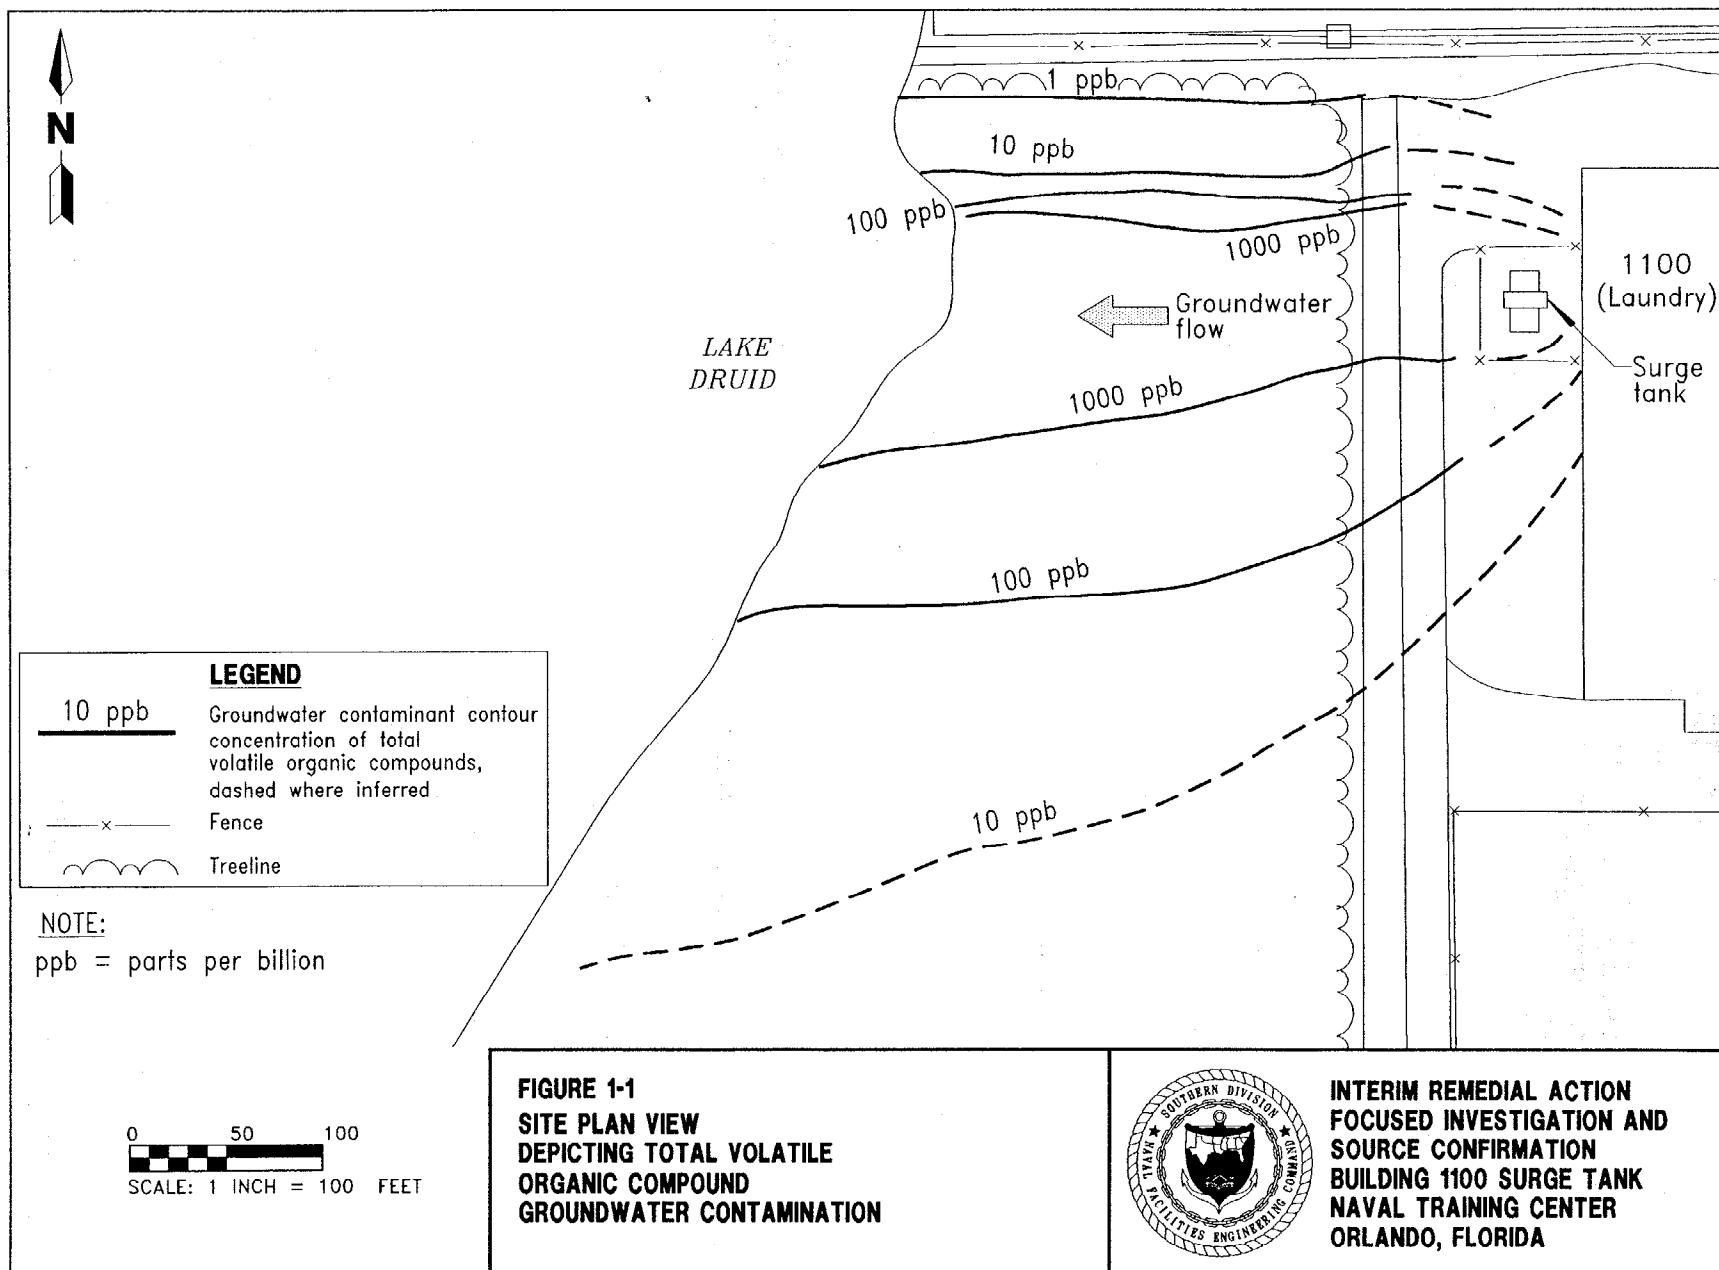 1 ppb
N
10 ppb
100 ppb
1000 ppb
1100
(Laundry)
Groundwater
flow
LAKE
DRUID
Surge
tank
1000 ppb
100 ppb
10 ppb
LEGEND
10 ppb
Groundwater contaminant contour
concentration of total
volatile organic compounds,
dashed where inferred
Fence
Treeline
NOTE:
ppb = parts per billion
0 50 100
SCALE: 1 INCH = 100 FEET
FIGURE 1-1
SITE PLAN VIEW
DEPICTING TOTAL VOLATILE
ORGANIC COMPOUND
GROUNDWATER CONTAMINATION
SOUTHERN DIVISION
NAVAL FACILITIES ENGINEERING COMMAND
INTERIM REMEDIAL ACTION
FOCUSED INVESTIGATION AND
SOURCE CONFIRMATION
BUILDING 1100 SURGE TANK
NAVAL TRAINING CENTER
ORLANDO, FLORIDA